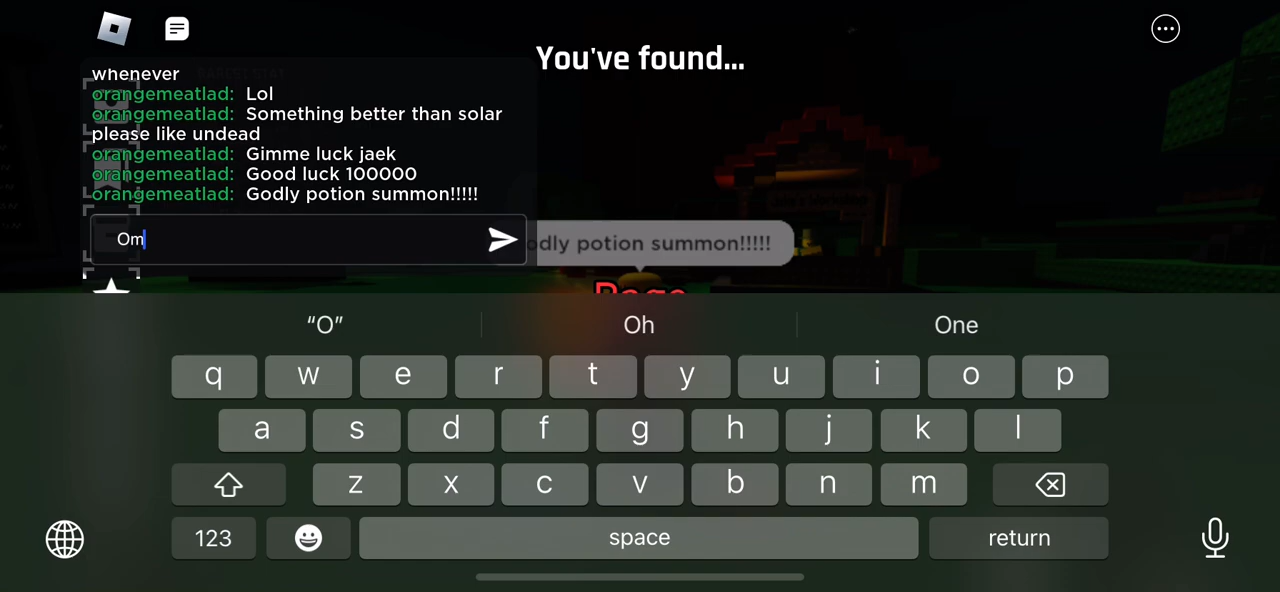 You've found...
whenever
orangemeatlad: Lol
orangemeatlad: Something better than solar
please like undead
orangemeatlad: Gimme luck jaek
orangemeatlad: Good luck 100000
orangemeatlad: Godly potion summon!!!!!
Om
odly potion summon!!!!!
“O”
Oh
One
q w e r t y u i o p
a s d f g h j k l
z x c v b n m
123
space
return